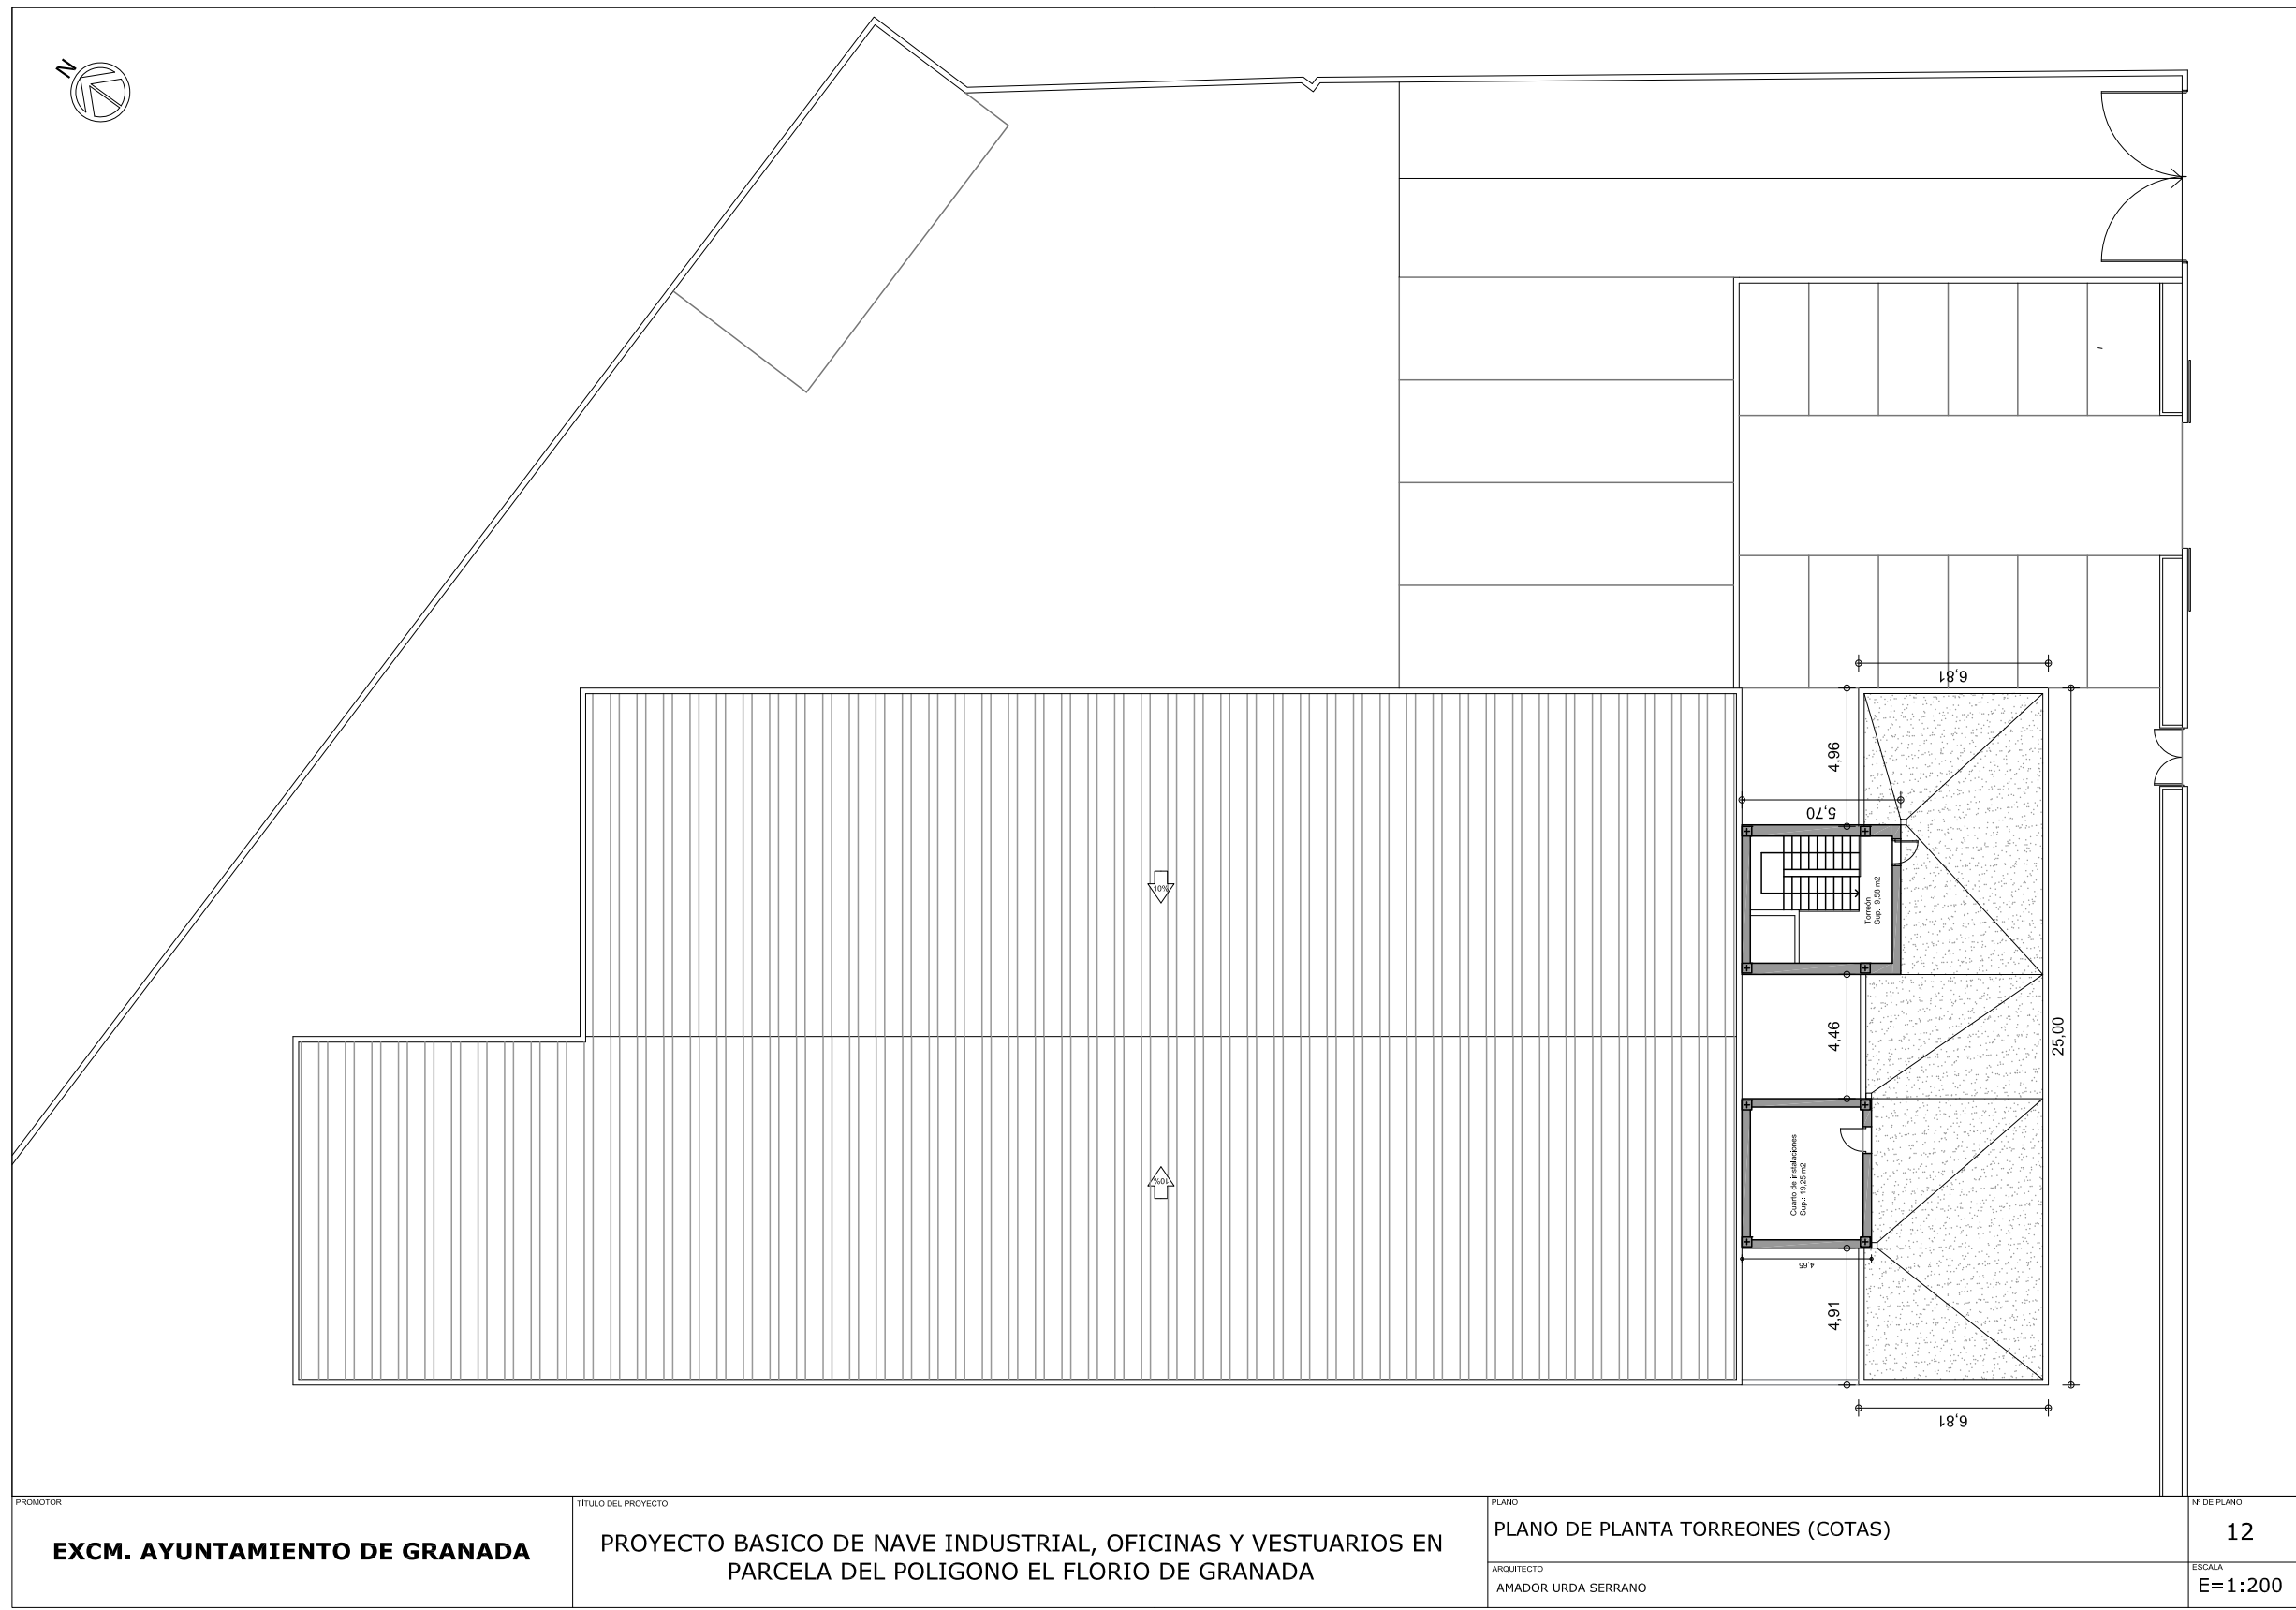 N
6,81
4,96
5,70
10%
Torreón
Sup.: 9,58 m2
4,46
25,00
Cuarto de instalaciones
Sup.: 19,25 m2
10%
4,65
4,91
6,81
PROMOTOR
EXCM. AYUNTAMIENTO DE GRANADA
TÍTULO DEL PROYECTO
PROYECTO BASICO DE NAVE INDUSTRIAL, OFICINAS Y VESTUARIOS EN
PARCELA DEL POLIGONO EL FLORIO DE GRANADA
PLANO
PLANO DE PLANTA TORREONES (COTAS)
ARQUITECTO
AMADOR URDA SERRANO
Nº DE PLANO
12
ESCALA
E=1:200